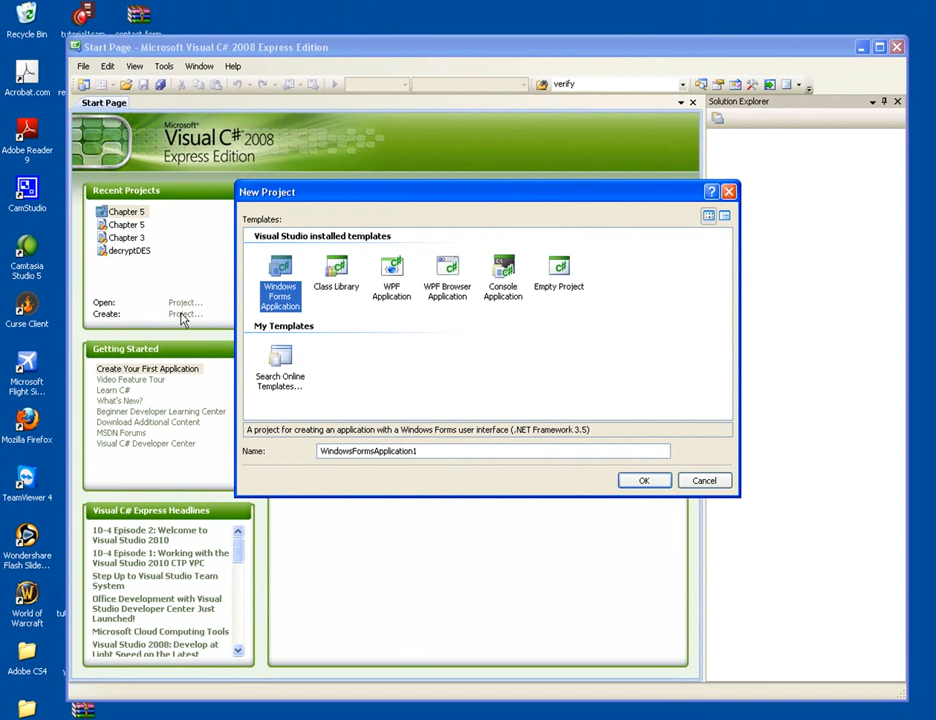 Recycle Bin
Acrobat.com
Adobe Reader
9
CamStudio
Camtasia
Studio 5
Curse Client
Microsoft
Flight Si...
Mozilla Firefox
TeamViewer 4
Wondershare
Flash Slide...
World of
Warcraft
Adobe CS4
Start Page - Microsoft Visual C# 2008 Express Edition
File Edit View Tools Window Help
verify
Start Page
Microsoft
Visual C# 2008
Express Edition
Recent Projects
Chapter 5
Chapter 5
Chapter 3
decryptDES
Open: Project...
Create: Project...
Getting Started
Create Your First Application
Video Feature Tour
Learn C#
What's New?
Beginner Developer Learning Center
Download Additional Content
MSDN Forums
Visual C# Developer Center
Visual C# Express Headlines
10-4 Episode 2: Welcome to
Visual Studio 2010
10-4 Episode 1: Working with the
Visual Studio 2010 CTP VPC
Step Up to Visual Studio Team
System
Office Development with Visual
Studio Developer Center Just
Launched!
Microsoft Cloud Computing Tools
Visual Studio 2008: Develop at
Light Speed on the Latest
New Project
Templates:
Visual Studio installed templates
Windows
Forms
Application
Class Library
WPF
Application
WPF Browser
Application
Console
Application
Empty Project
My Templates
Search Online
Templates...
A project for creating an application with a Windows Forms user interface (.NET Framework 3.5)
Name: WindowsFormsApplication1
OK Cancel
Solution Explorer